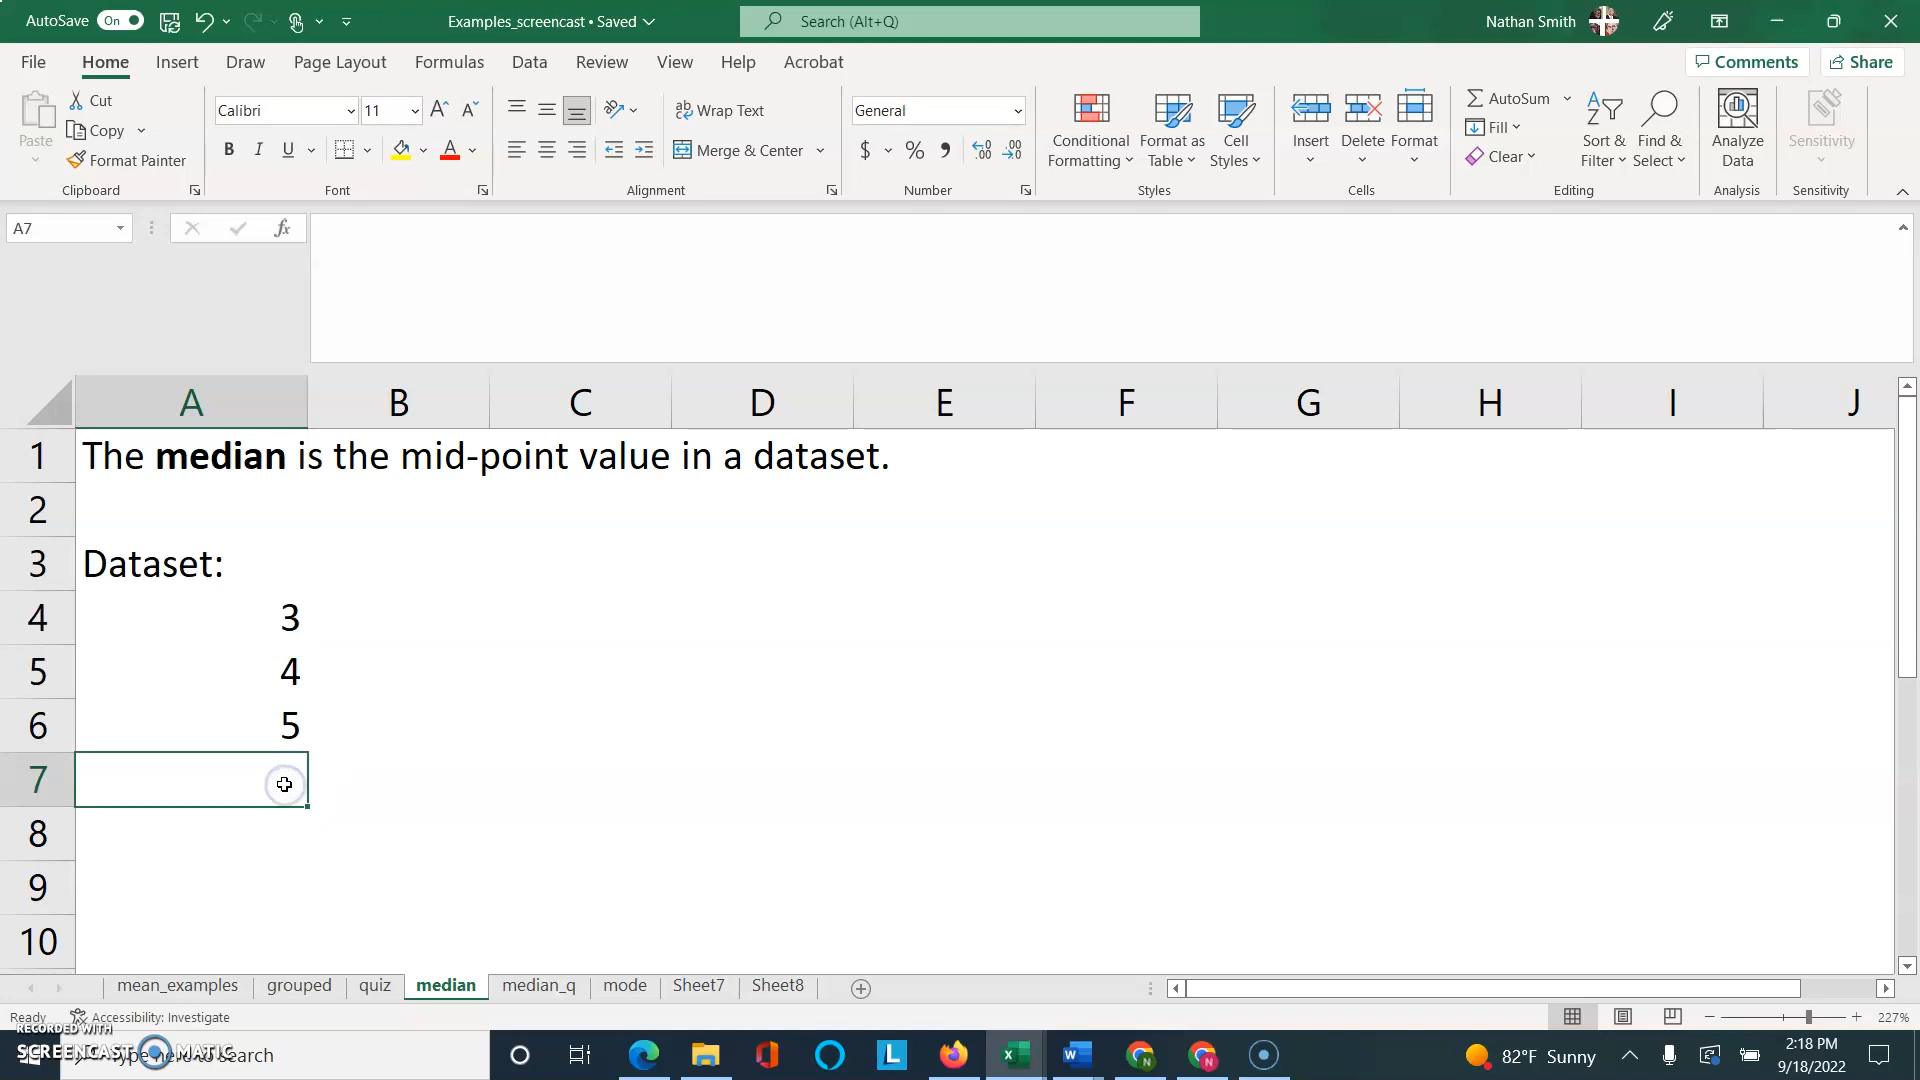 AutoSave On Examples_screencast • Saved Search (Alt+Q) Nathan Smith
File Home Insert Draw Page Layout Formulas Data Review View Help Acrobat Comments Share
Paste
Cut
Copy
Format Painter
Clipboard
Calibri 11
B I U A
Font
Wrap Text
Merge & Center
Alignment
General
$ % 9
Number
Conditional Formatting
Format as Table
Cell Styles
Styles
Insert Delete Format
Cells
AutoSum
Fill
Clear
Sort & Filter
Find & Select
Editing
Analyze Data
Analysis
Sensitivity
Sensitivity
A7 fx
A B C D E F G H I J
1 The median is the mid-point value in a dataset.
2
3 Dataset:
4 3
5 4
6 5
7
8
9
10
mean_examples grouped quiz median median_q mode Sheet7 Sheet8
Ready Accessibility: Investigate 227%
RECORDED WITH
SCREENCAST MATIC
Type here to search
82°F Sunny
2:18 PM
9/18/2022